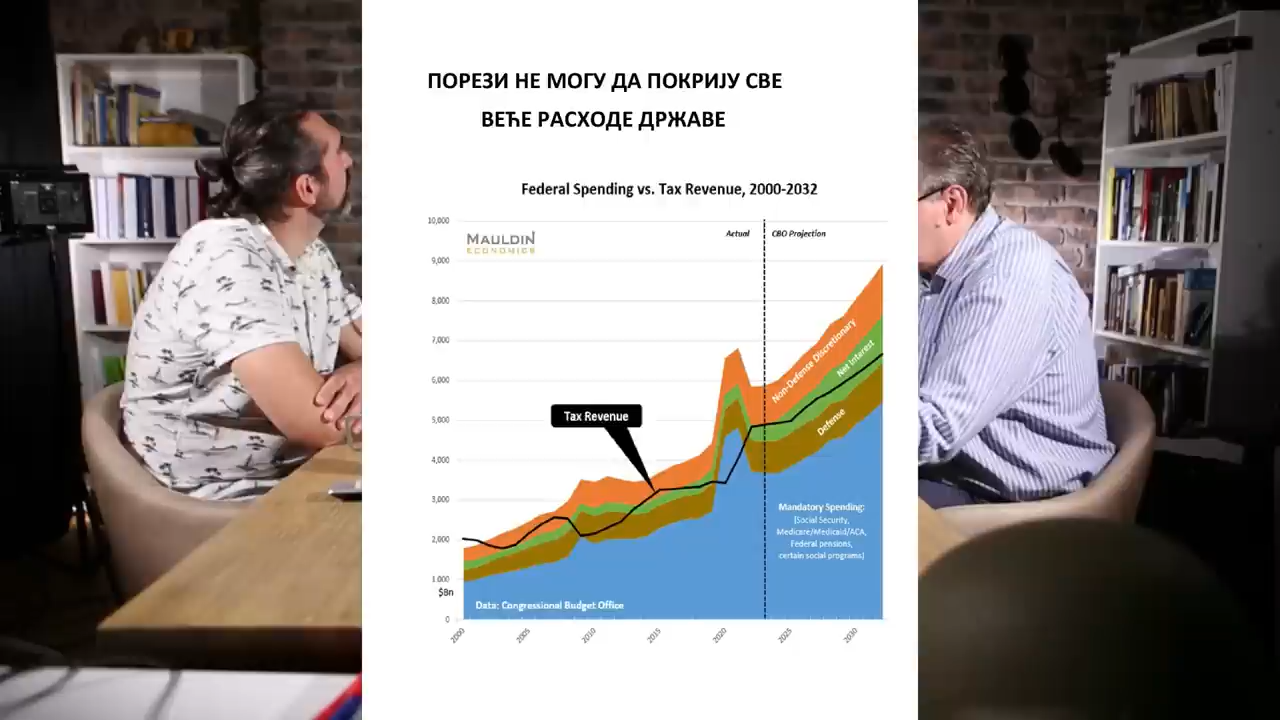 ПОРЕЗИ НЕ МОГУ ДА ПОКРИЈУ СВЕ
ВЕЋЕ РАСХОДЕ ДРЖАВЕ
Federal Spending vs. Tax Revenue, 2000-2032
10,000
Actual
CBO Projection
MAULDIN
ECONOMICS
9,000
8,000
7,000
6,000
5,000
4,000
3,000
2,000
1,000
$Bn
0
Non-Defense Discretionary
Net Interest
Defense
Tax Revenue
Mandatory Spending:
[Social Security,
Medicare/Medicaid/ACA,
Federal pensions,
certain social programs]
Data: Congressional Budget Office
2000
2005
2010
2015
2020
2025
2030